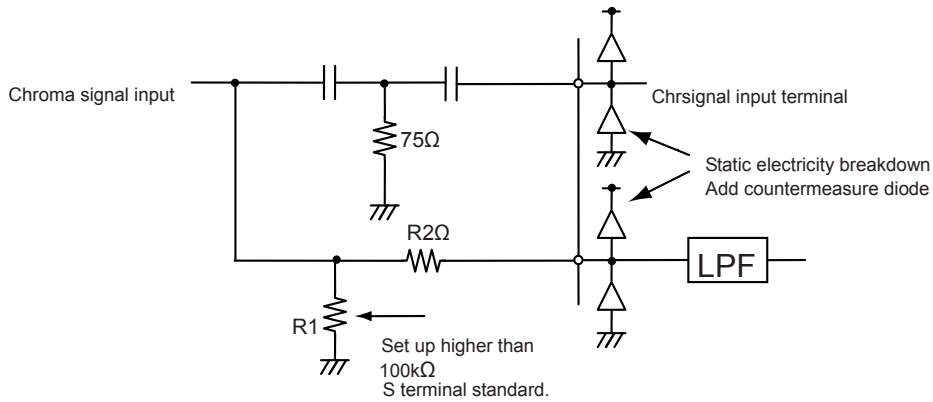 Chroma signal input
75Ω
Chrsignal input terminal
Static electricity breakdown
Add countermeasure diode
R2Ω
LPF
R1
Set up higher than
100kΩ
S terminal standard.